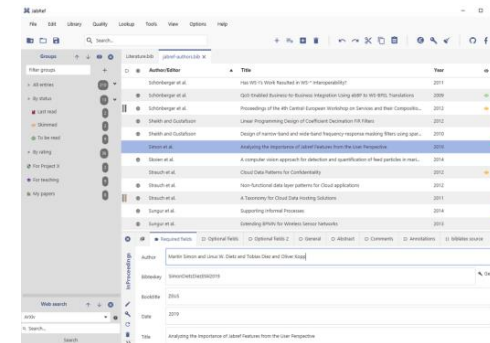 JabRef
File Edit Library Quality Lookup Tools View Options Help
Search...
Groups
Filter groups
All entries
By status
Last read
Skimmed
To be read
By rating
For Project X
For teaching
My papers
Literature.bib jabref-authors.bib
Author/Editor Title Year
Schönberger et al. Has WS-I's Work Resulted in WS-* Interoperability? 2011
Schönberger et al. QoS Enabled Business-to-Business Integration Using ebBP to WS-BPEL Translations 2009
Schönberger et al. Proceedings of the 4th Central European Workshop on Services and their Compositio... 2012
Sheikh and Gustafsson Linear Programming Design of Coefficient Decimation FIR Filters 2012
Sheikh and Gustafsson Design of narrow-band and wide-band frequency-response masking filters using spar... 2010
Simon et al. Analyzing the Importance of JabRef Features from the User Perspective 2019
Skoien et al. A computer vision approach for detection and quantification of feed particles in mari... 2014
Strauch et al. Cloud Data Patterns for Confidentiality 2012
Strauch et al. Non-functional data layer patterns for Cloud applications 2012
Strauch et al. A Taxonomy for Cloud Data Hosting Solutions 2011
Sungur et al. Supporting Informal Processes 2014
Sungur et al. Extending BPMN for Wireless Sensor Networks 2013
Required fields Optional fields Optional fields 2 General Abstract Comments Annotations biblatex source
InProceedings
Author Martin Simon and Linus W. Dietz and Tobias Diez and Oliver Kopp
Bibtexkey SimonDietzDiezKopp2019
Booktitle ZEUS
Date 2019
Title Analyzing the Importance of JabRef Features from the User Perspective
Web search
ArXiv
Search...
Search